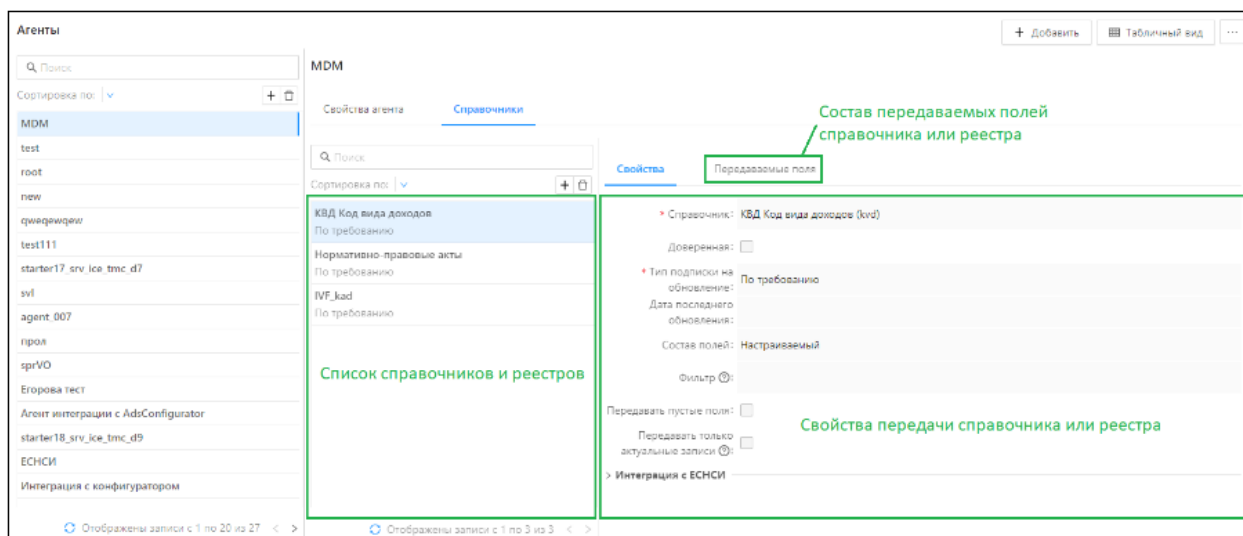 Агенты
+ Добавить
Табличный вид
...
Поиск
Сортировка по:
MDM
test
root
new
qweqewqew
test111
starter17_srv_ice_tmc_d7
svl
agent_007
прол
sprVO
Егорова тест
Агент интеграции с AdsConfigurator
starter18_srv_ice_tmc_d9
ЕСНСИ
Интеграция с конфигуратором
Отображены записи с 1 по 20 из 27 < >
MDM
Свойства агента
Справочники
Поиск
Сортировка по:
КВД Код вида доходов
По требованию
Нормативно-правовые акты
По требованию
IVF_kad
По требованию
Список справочников и реестров
Отображены записи с 1 по 3 из 3 < >
Состав передаваемых полей
справочника или реестра
Свойства
Передаваемые поля
* Справочник: КВД Код вида доходов (kvd)
Доверенная:
* Тип подписки на
обновление: По требованию
Дата последнего
обновления:
Состав полей: Настраиваемый
Фильтр ?:
Передавать пустые поля:
Передавать только
актуальные записи ?:
Свойства передачи справочника или реестра
> Интеграция с ЕСНСИ